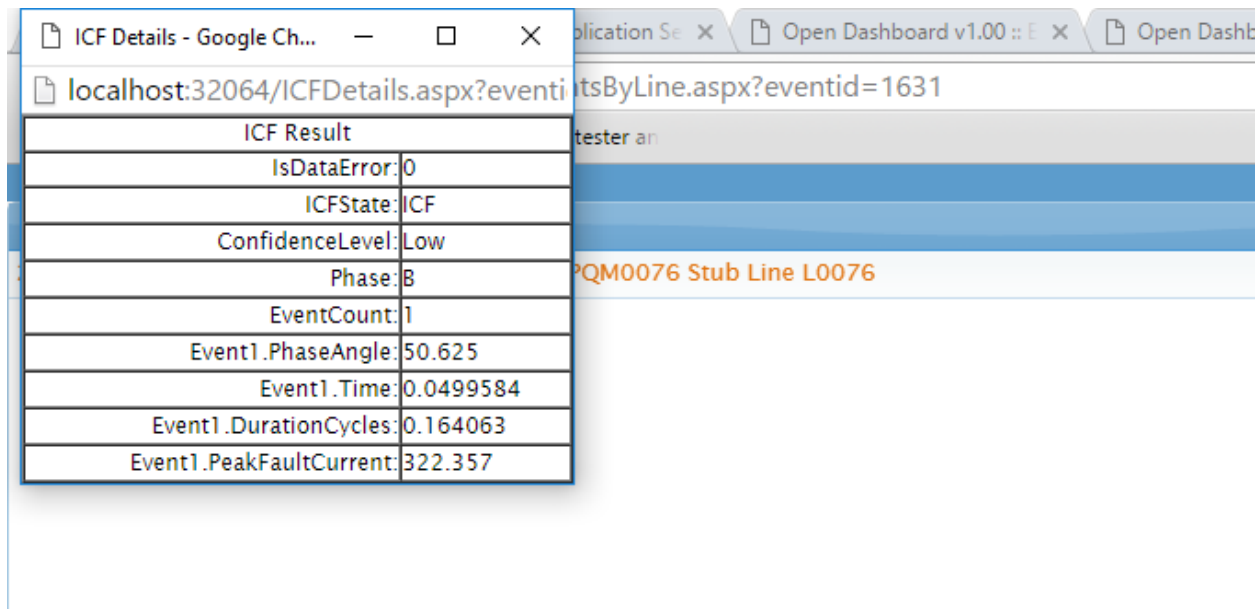 ICF Details - Google Ch...
plication Se
Open Dashboard v1.00 :: E
Open Dashb
localhost:32064/ICFDetails.aspx?eventi
tsByLine.aspx?eventid=1631
tester an
ICF Result
IsDataError: 0
ICFState: ICF
ConfidenceLevel: Low
Phase: B
EventCount: 1
Event1.PhaseAngle: 50.625
Event1.Time: 0.0499584
Event1.DurationCycles: 0.164063
Event1.PeakFaultCurrent: 322.357
PQM0076 Stub Line L0076